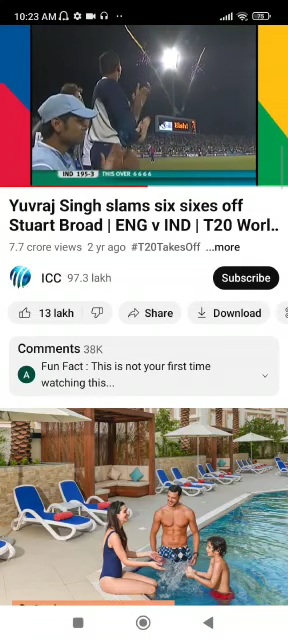 10:23 AM
75
Blah!
IND 195-3 THIS OVER 6 6 6 6
Yuvraj Singh slams six sixes off
Stuart Broad | ENG v IND | T20 Worl..
7.7 crore views 2 yr ago #T20TakesOff ...more
ICC 97.3 lakh
Subscribe
13 lakh
Share
Download
Comments 38K
A
Fun Fact : This is not your first time
watching this...